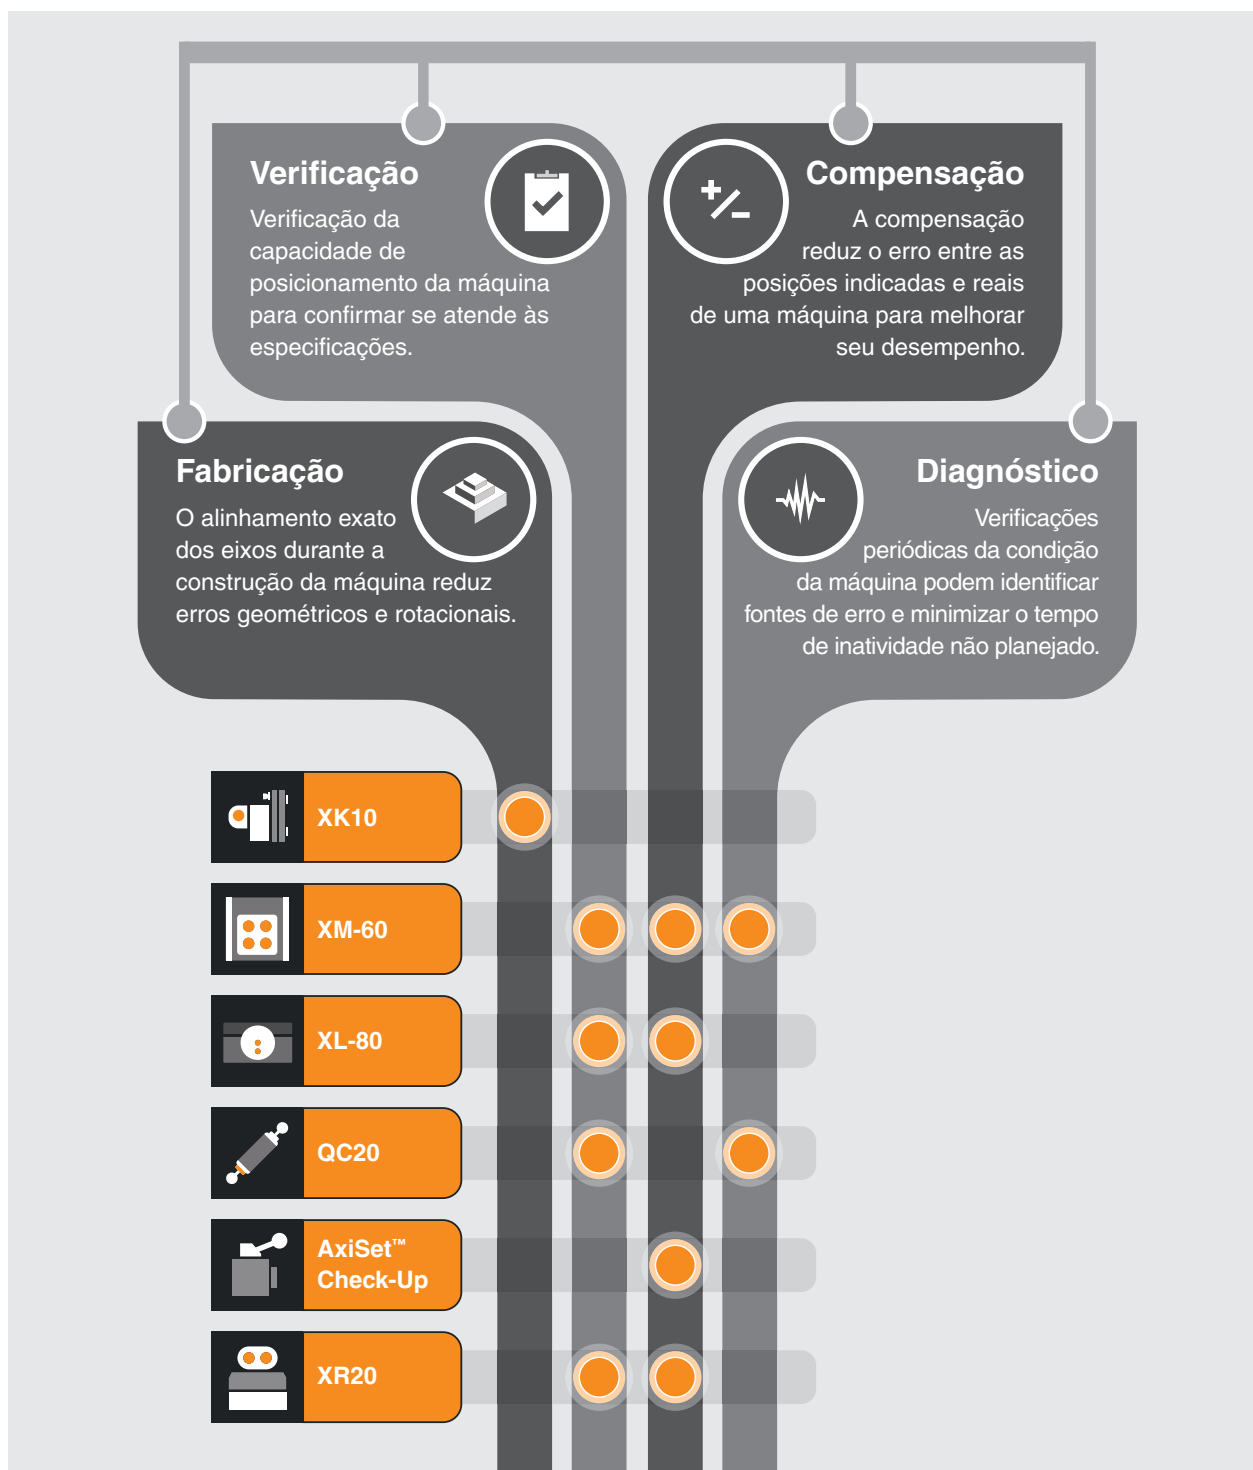 Verificação
Verificação da
capacidade de
posicionamento da máquina
para confirmar se atende às
especificações.
Compensação
A compensação
reduz o erro entre as
posições indicadas e reais
de uma máquina para melhorar
seu desempenho.
Fabricação
O alinhamento exato
dos eixos durante a
construção da máquina reduz
erros geométricos e rotacionais.
Diagnóstico
Verificações
periódicas da condição
da máquina podem identificar
fontes de erro e minimizar o tempo
de inatividade não planejado.
XK10
XM-60
XL-80
QC20
AxiSet™
Check-Up
XR20